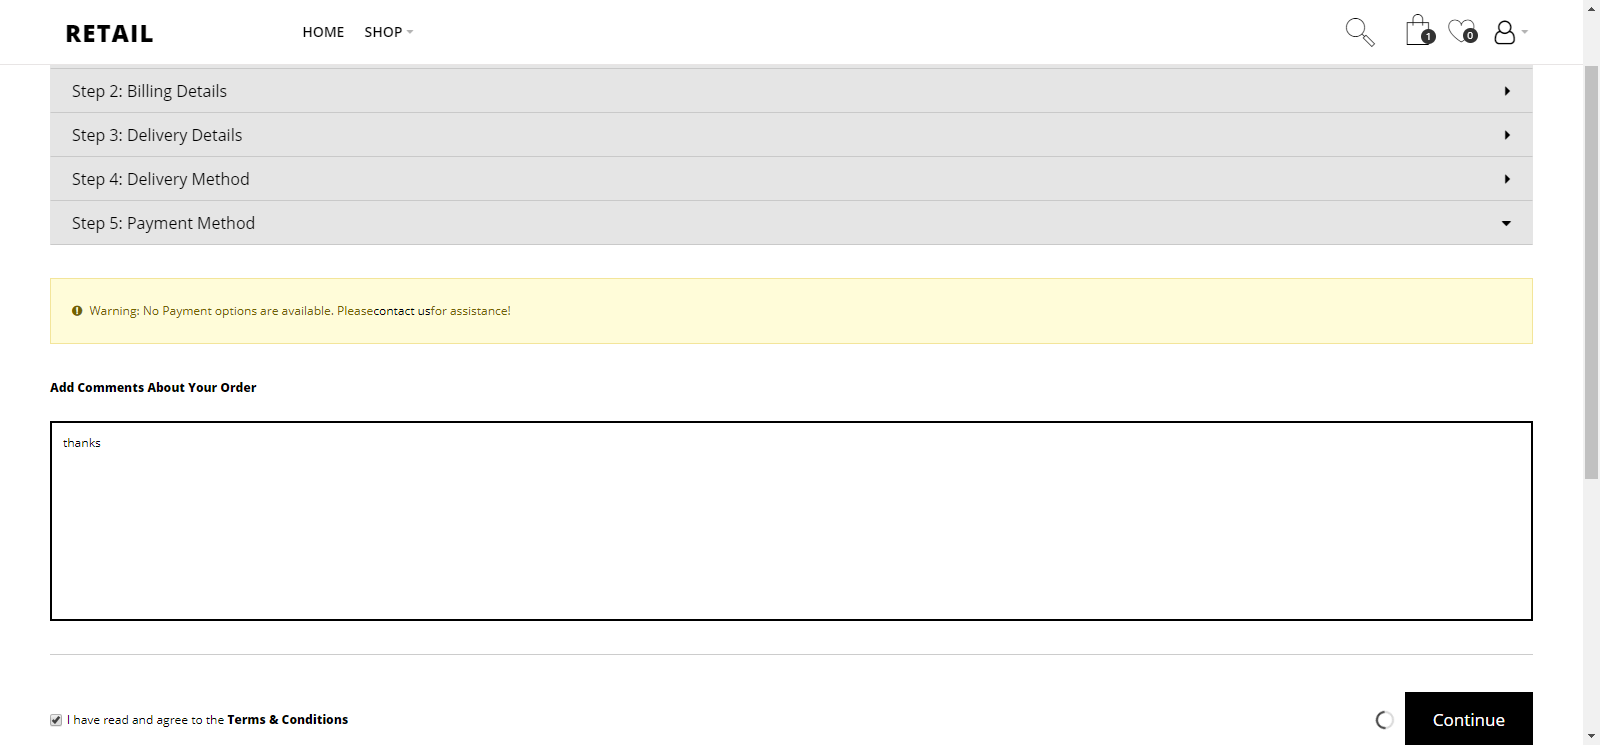 RETAIL
HOME SHOP
1
0
Step 2: Billing Details
Step 3: Delivery Details
Step 4: Delivery Method
Step 5: Payment Method
Warning: No Payment options are available. Pleasecontact usfor assistance!
Add Comments About Your Order
thanks
I have read and agree to the Terms & Conditions
Continue